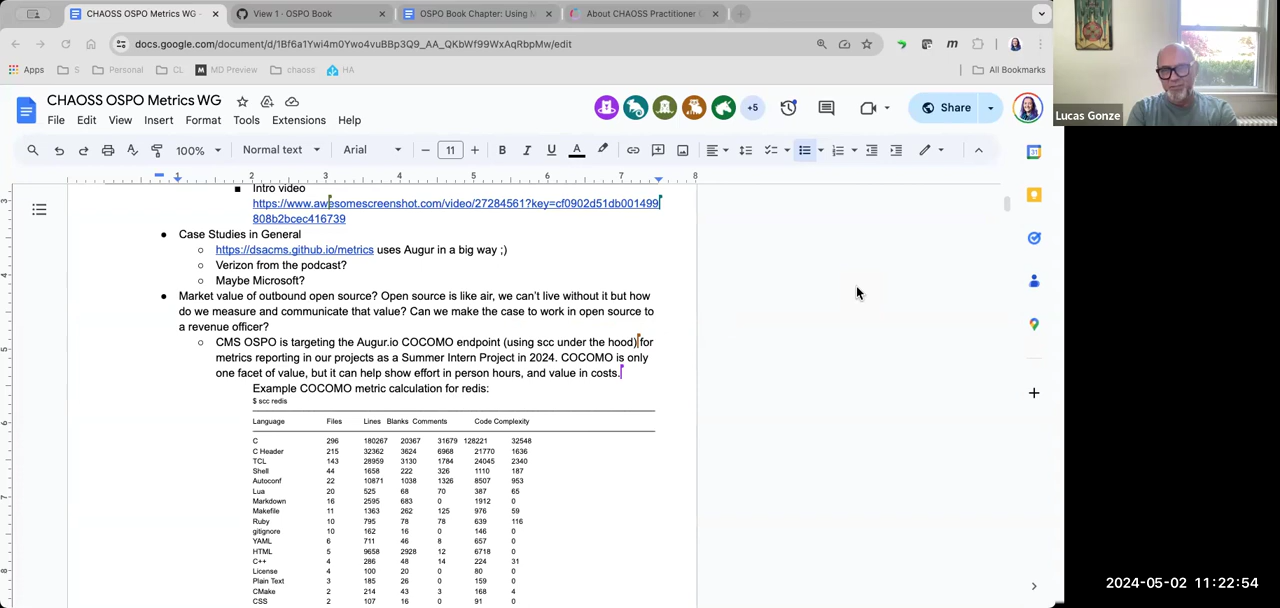 CHAOSS OSPO Metrics WG -
View 1 · OSPO Book
OSPO Book Chapter: Using M
About CHAOSS Practitioner G
docs.google.com/document/d/1Bf6a1Ywi4m0Ywo4vuBBp3Q9_AA_QKbWf99WxAqRbpMw/edit
Apps S Personal CL MD Preview chaoss HA All Bookmarks
CHAOSS OSPO Metrics WG
+5
Share
File Edit View Insert Format Tools Extensions Help
100% Normal text Arial 11 B I U A
1 2 3 4 5 6 7 8
Intro video
https://www.awesomescreenshot.com/video/27284561?key=cf0902d51db001499
808b2bcec416739
Case Studies in General
https://dsacms.github.io/metrics uses Augur in a big way ;)
Verizon from the podcast?
Maybe Microsoft?
Market value of outbound open source? Open source is like air, we can't live without it but how
do we measure and communicate that value? Can we make the case to work in open source to
a revenue officer?
CMS OSPO is targeting the Augur.io COCOMO endpoint (using scc under the hood) for
metrics reporting in our projects as a Summer Intern Project in 2024. COCOMO is only
one facet of value, but it can help show effort in person hours, and value in costs.
Example COCOMO metric calculation for redis:
$ scc redis
Language Files Lines Blanks Comments Code Complexity
C 296 180267 20367 31679 128221 32548
C Header 215 32362 3624 6968 21770 1636
TCL 143 28959 3130 1784 24045 2340
Shell 44 1658 222 326 1110 187
Autoconf 22 10871 1038 1326 8507 953
Lua 20 525 68 70 387 65
Markdown 16 2595 683 0 1912 0
Makefile 11 1363 262 125 976 59
Ruby 10 795 78 78 639 116
gitignore 10 162 16 0 146 0
YAML 6 711 46 8 657 0
HTML 5 9658 2928 12 6718 0
C++ 4 286 48 14 224 31
License 4 100 20 0 80 0
Plain Text 3 185 26 0 159 0
CMake 2 214 43 3 168 4
CSS 2 107 16 0 91 0
Lucas Gonze
2024-05-02 11:22:54